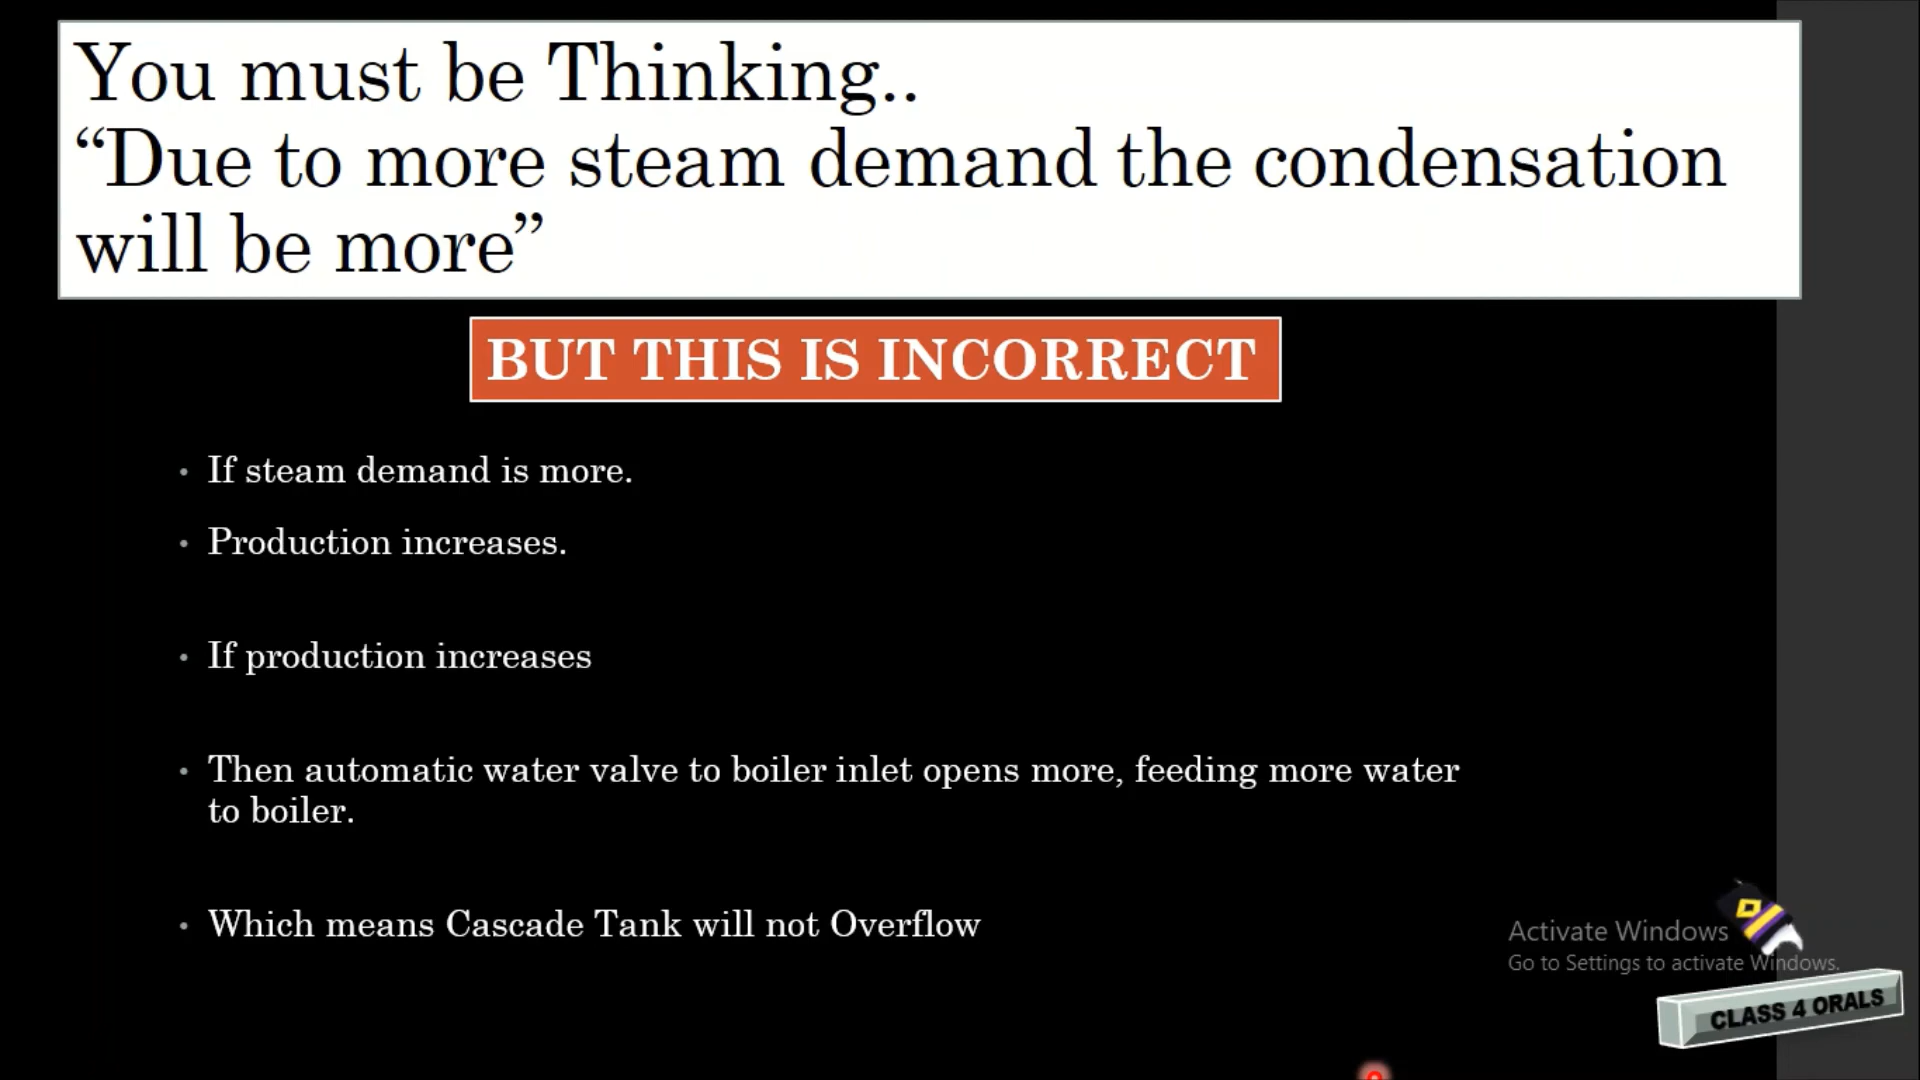 You must be Thinking..
“Due to more steam demand the condensation
will be more”
BUT THIS IS INCORRECT
• If steam demand is more.
• Production increases.
• If production increases
• Then automatic water valve to boiler inlet opens more, feeding more water
to boiler.
• Which means Cascade Tank will not Overflow
Activate Windows
Go to Settings to activate Windows.
CLASS 4 ORALS